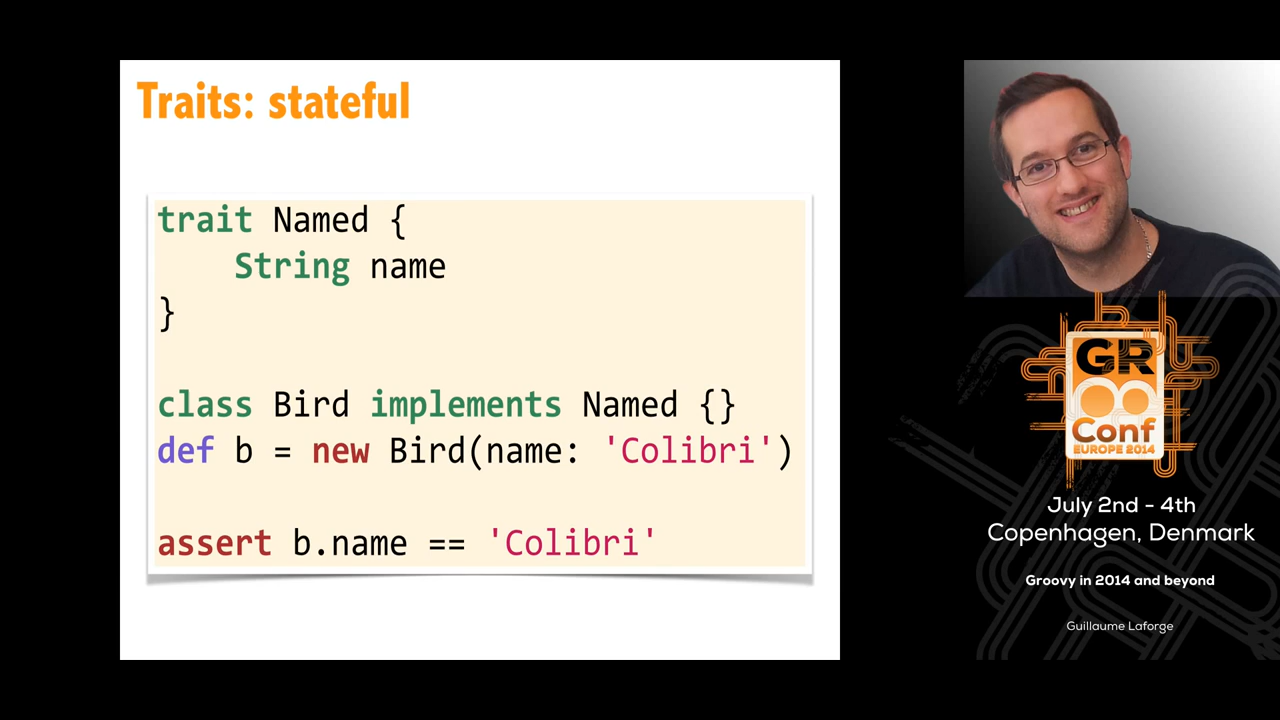 Traits: stateful
trait Named {
    String name
}
class Bird implements Named {}
def b = new Bird(name: 'Colibri')
assert b.name == 'Colibri'
GR
Conf
EUROPE 2014
July 2nd - 4th
Copenhagen, Denmark
Groovy in 2014 and beyond
Guillaume Laforge